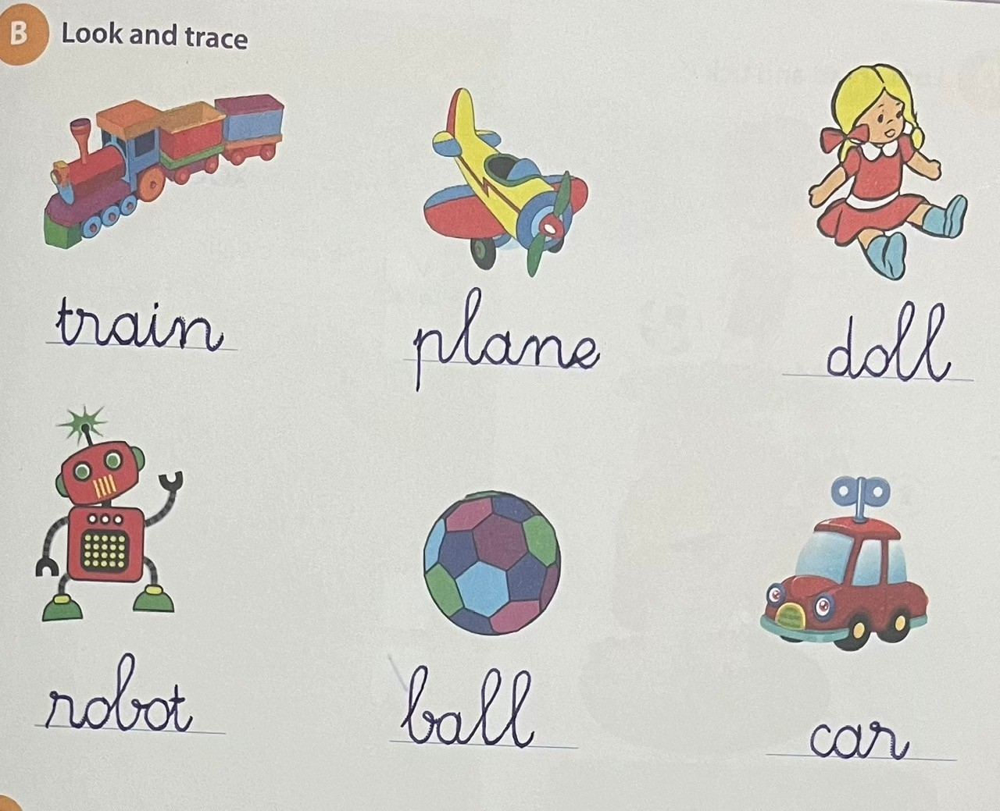 B Look and trace
train plane doll
robot ball car